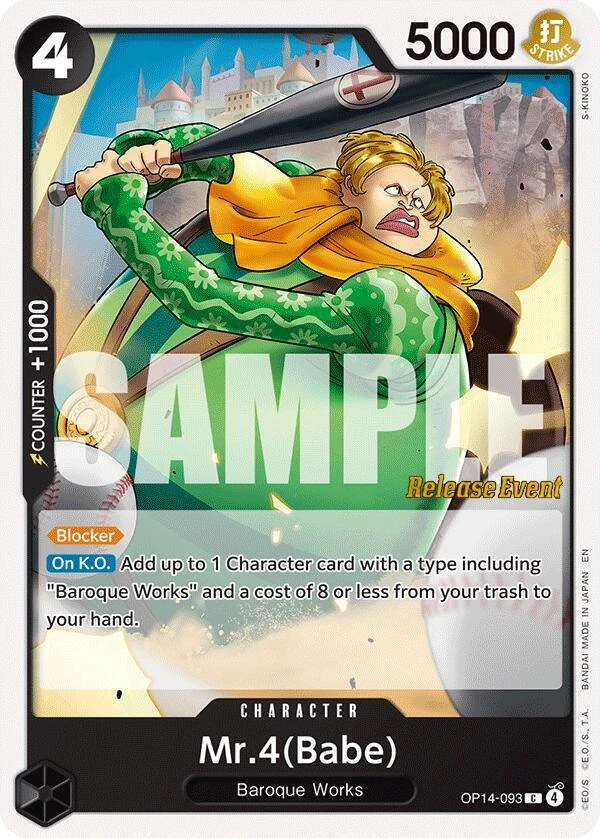 4
5000
打
STRIKE
S-KINOKO
COUNTER +1000
SAMPLE
Release Event
Blocker
On K.O. Add up to 1 Character card with a type including
"Baroque Works" and a cost of 8 or less from your trash to
your hand.
CHARACTER
Mr.4(Babe)
Baroque Works
OP14-093 C 4
©EO/S ©E.O./S., T.A. BANDAI MADE IN JAPAN EN